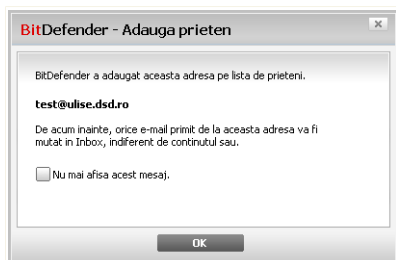 BitDefender - Adauga prieten
BitDefender a adaugat aceasta adresa pe lista de prieteni.
test@ulise.dsd.ro
De acum inainte, orice e-mail primit de la aceasta adresa va fi
mutat in Inbox, indiferent de continutul sau.
Nu mai afisa acest mesaj.
OK